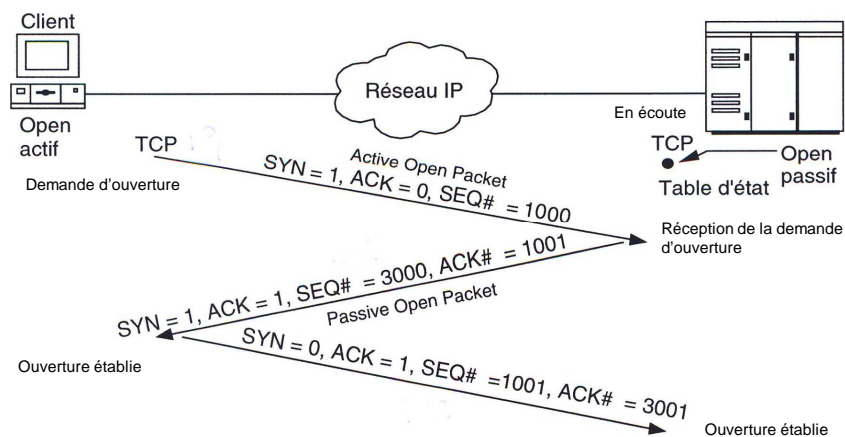 Client
Réseau IP
En écoute
Open
actif
TCP
TCP
Open
passif
Table d'état
Demande d'ouverture
Active Open Packet
SYN = 1, ACK = 0, SEQ# = 1000
Réception de la demande
d'ouverture
SYN = 1, ACK = 1, SEQ# = 3000, ACK# = 1001
Passive Open Packet
Ouverture établie
SYN = 0, ACK = 1, SEQ# =1001, ACK# = 3001
Ouverture établie